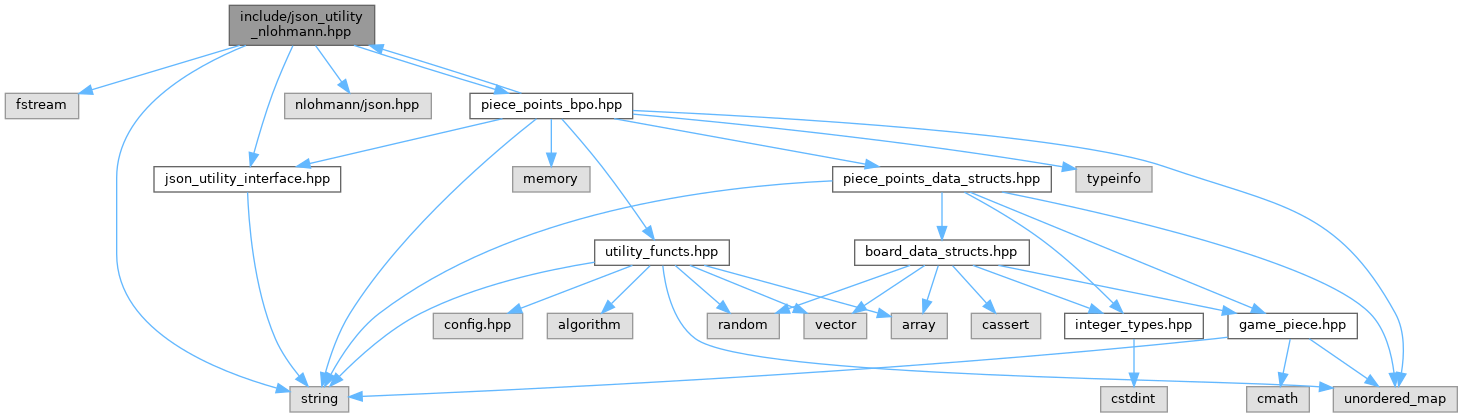 include/json_utility
_nlohmann.hpp
fstream
nlohmann/json.hpp
piece_points_bpo.hpp
json_utility_interface.hpp
memory
piece_points_data_structs.hpp
typeinfo
utility_functs.hpp
board_data_structs.hpp
config.hpp
algorithm
random
vector
array
cassert
integer_types.hpp
game_piece.hpp
string
cstdint
cmath
unordered_map